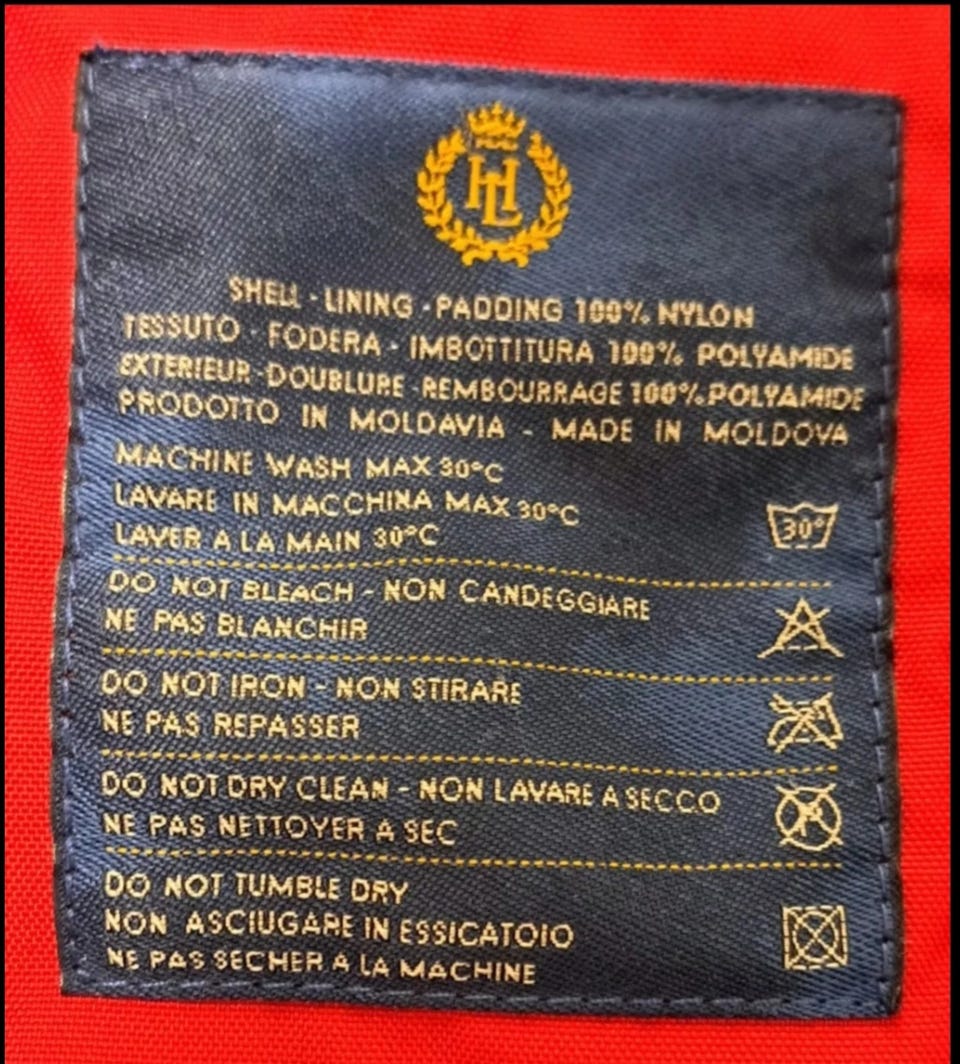 HL
SHELL - LINING - PADDING 100% NYLON
TESSUTO - FODERA - IMBOTTITURA 100% POLYAMIDE
EXTERIEUR - DOUBLURE - REMBOURRAGE 100% POLYAMIDE
PRODOTTO IN MOLDAVIA - MADE IN MOLDOVA
MACHINE WASH MAX 30°C
LAVARE IN MACCHINA MAX 30°C
LAVER A LA MAIN 30°C
30°
DO NOT BLEACH - NON CANDEGGIARE
NE PAS BLANCHIR
DO NOT IRON - NON STIRARE
NE PAS REPASSER
DO NOT DRY CLEAN - NON LAVARE A SECCO
NE PAS NETTOYER A SEC
DO NOT TUMBLE DRY
NON ASCIUGARE IN ESSICATOIO
NE PAS SECHER A LA MACHINE